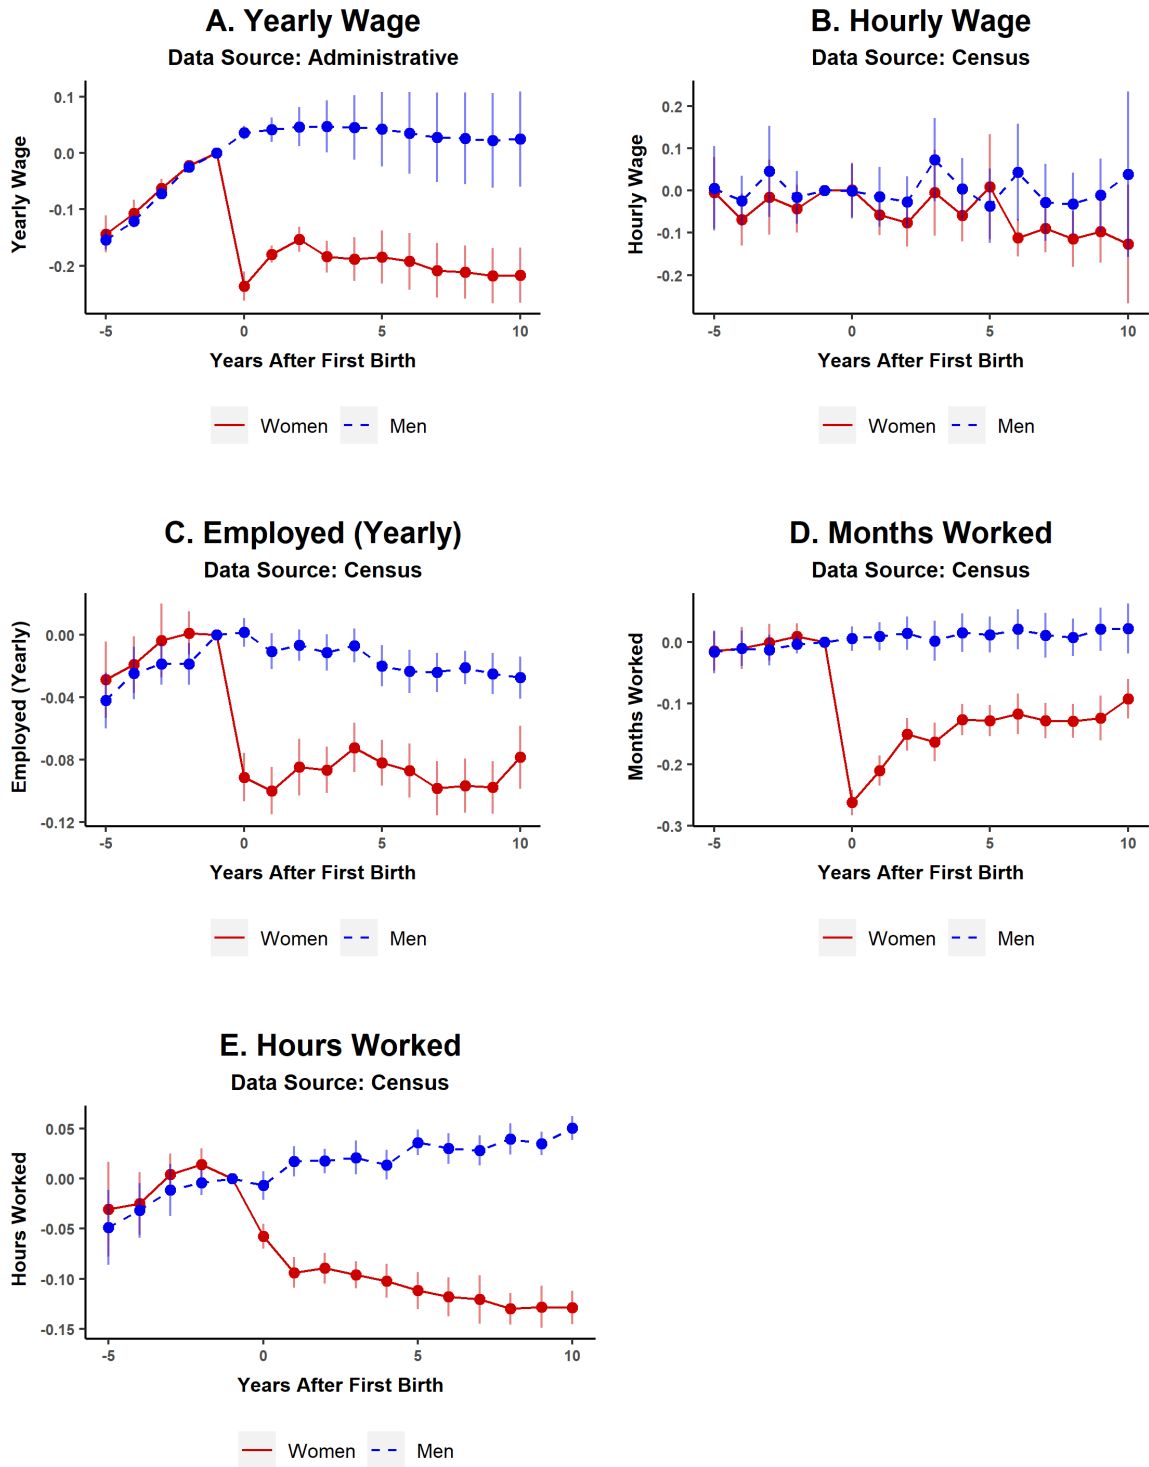 A. Yearly Wage
Data Source: Administrative
Yearly Wage
0.1
0.0
-0.1
-0.2
-5
0
5
10
Years After First Birth
Women
Men
B. Hourly Wage
Data Source: Census
Hourly Wage
0.2
0.1
0.0
-0.1
-0.2
-5
0
5
10
Years After First Birth
Women
Men
C. Employed (Yearly)
Data Source: Census
Employed (Yearly)
0.00
-0.04
-0.08
-0.12
-5
0
5
10
Years After First Birth
Women
Men
D. Months Worked
Data Source: Census
Months Worked
0.0
-0.1
-0.2
-0.3
-5
0
5
10
Years After First Birth
Women
Men
E. Hours Worked
Data Source: Census
Hours Worked
0.05
0.00
-0.05
-0.10
-0.15
-5
0
5
10
Years After First Birth
Women
Men